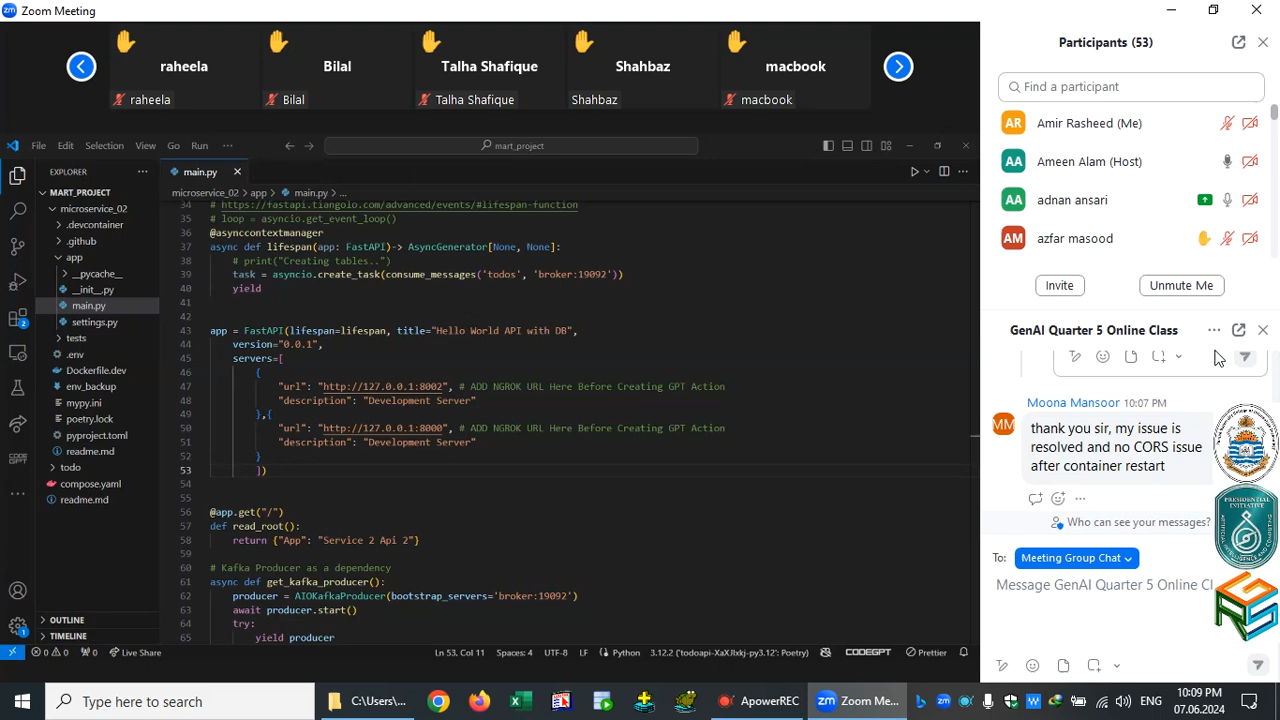 Zoom Meeting
raheela
Bilal
Talha Shafique
Shahbaz
macbook
raheela
Bilal
Talha Shafique
Shahbaz
macbook
File Edit Selection View Go Run ...
mart_project
EXPLORER
MART_PROJECT
microservice_02
.devcontainer
.github
app
__pycache__
__init__.py
main.py
settings.py
tests
.env
Dockerfile.dev
env_backup
mypy.ini
poetry.lock
pyproject.toml
readme.md
todo
compose.yaml
readme.md
OUTLINE
TIMELINE
main.py
microservice_02 > app > main.py > ...
34 # https://fastapi.tiangolo.com/advanced/events/#lifespan-function
35 # loop = asyncio.get_event_loop()
36 @asynccontextmanager
37 async def lifespan(app: FastAPI)-> AsyncGenerator[None, None]:
38 # print("Creating tables..")
39 task = asyncio.create_task(consume_messages('todos', 'broker:19092'))
40 yield
41
42
43 app = FastAPI(lifespan=lifespan, title="Hello World API with DB",
44 version="0.0.1",
45 servers=[
46 {
47 "url": "http://127.0.0.1:8002", # ADD NGROK URL Here Before Creating GPT Action
48 "description": "Development Server"
49 },{
50 "url": "http://127.0.0.1:8000", # ADD NGROK URL Here Before Creating GPT Action
51 "description": "Development Server"
52 }
53 ])
54
55
56 @app.get("/")
57 def read_root():
58 return {"App": "Service 2 Api 2"}
59
60 # Kafka Producer as a dependency
61 async def get_kafka_producer():
62 producer = AIOKafkaProducer(bootstrap_servers='broker:19092')
63 await producer.start()
64 try:
65 yield producer
0 0 0 Live Share Ln 53, Col 11 Spaces: 4 UTF-8 LF Python 3.12.2 ('todoapi-XaXJlxkj-py3.12': Poetry) CODEGPT Prettier
Participants (53)
Find a participant
AR Amir Rasheed (Me)
AA Ameen Alam (Host)
AA adnan ansari
AM azfar masood
Invite Unmute Me
GenAI Quarter 5 Online Class
Moona Mansoor 10:07 PM
MM
thank you sir, my issue is
resolved and no CORS issue
after container restart
Who can see your messages?
To: Meeting Group Chat
Message GenAI Quarter 5 Online Cl
Type here to search
C:\Users\...
ApowerREC
Zoom Me...
ENG
10:09 PM
07.06.2024